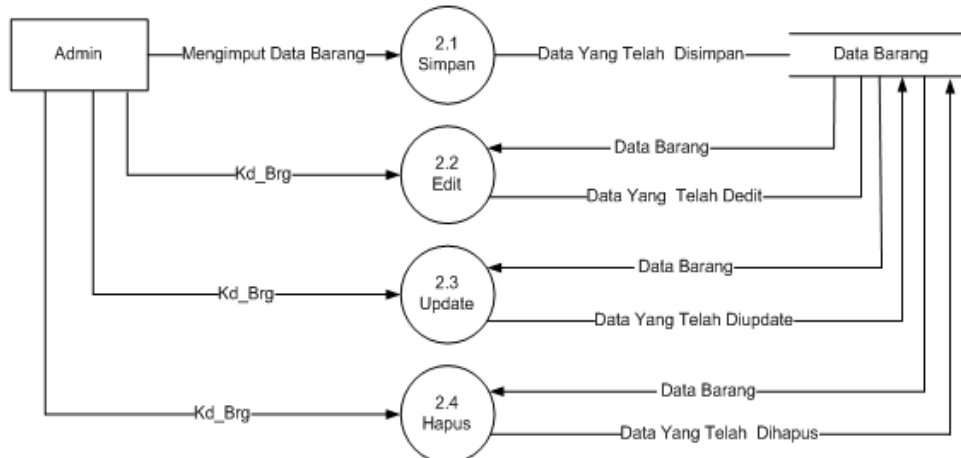 Admin
Mengimput Data Barang
2.1
Simpan
Data Yang Telah Disimpan
Data Barang
Kd_Brg
2.2
Edit
Data Barang
Data Yang Telah Dedit
Kd_Brg
2.3
Update
Data Barang
Data Yang Telah Diupdate
Kd_Brg
2.4
Hapus
Data Barang
Data Yang Telah Dihapus